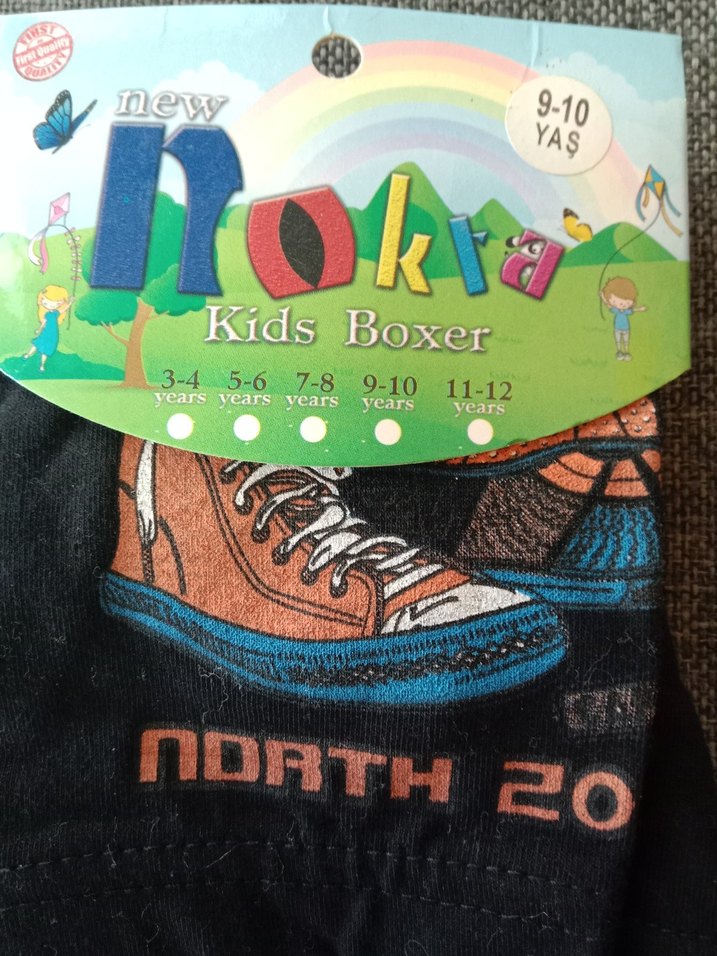 FIRST
First Quality
QUALITY
new
nokra
9-10
YAŞ
Kids Boxer
3-4 5-6 7-8 9-10 11-12
years years years years years
NORTH 20